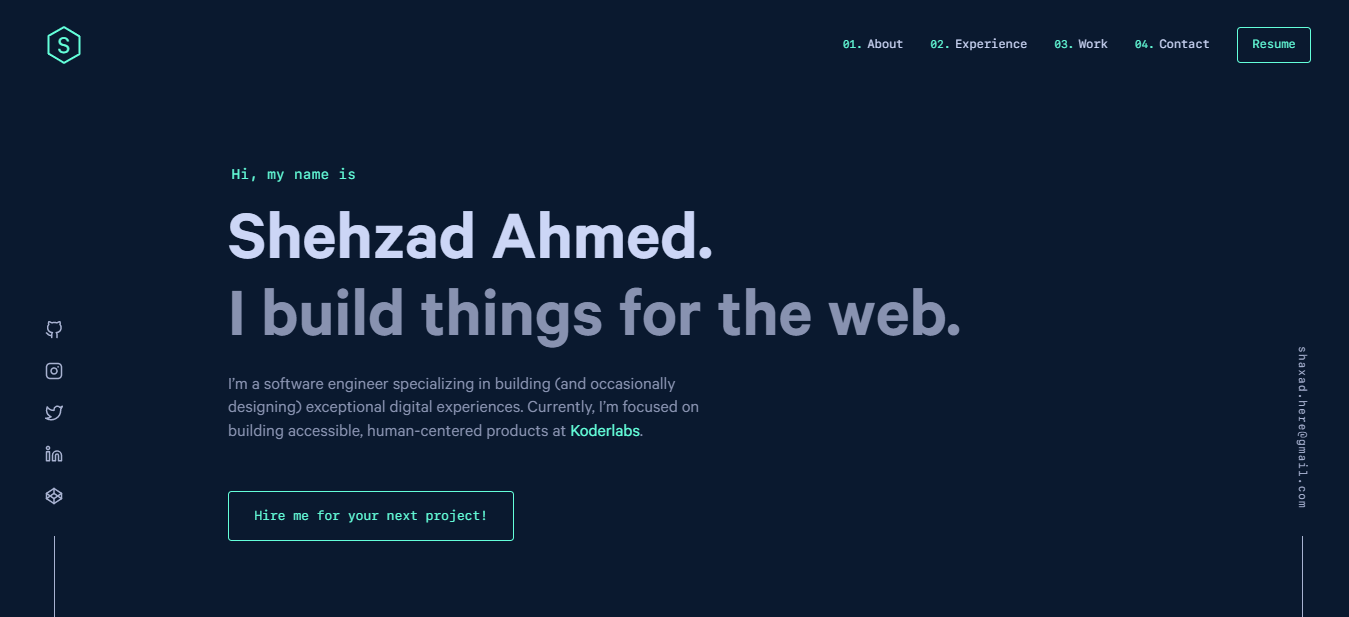 S
01. About 02. Experience 03. Work 04. Contact Resume
Hi, my name is
Shehzad Ahmed.
I build things for the web.
I’m a software engineer specializing in building (and occasionally
designing) exceptional digital experiences. Currently, I’m focused on
building accessible, human-centered products at Koderlabs.
Hire me for your next project!
in
shaxad.here@gmail.com